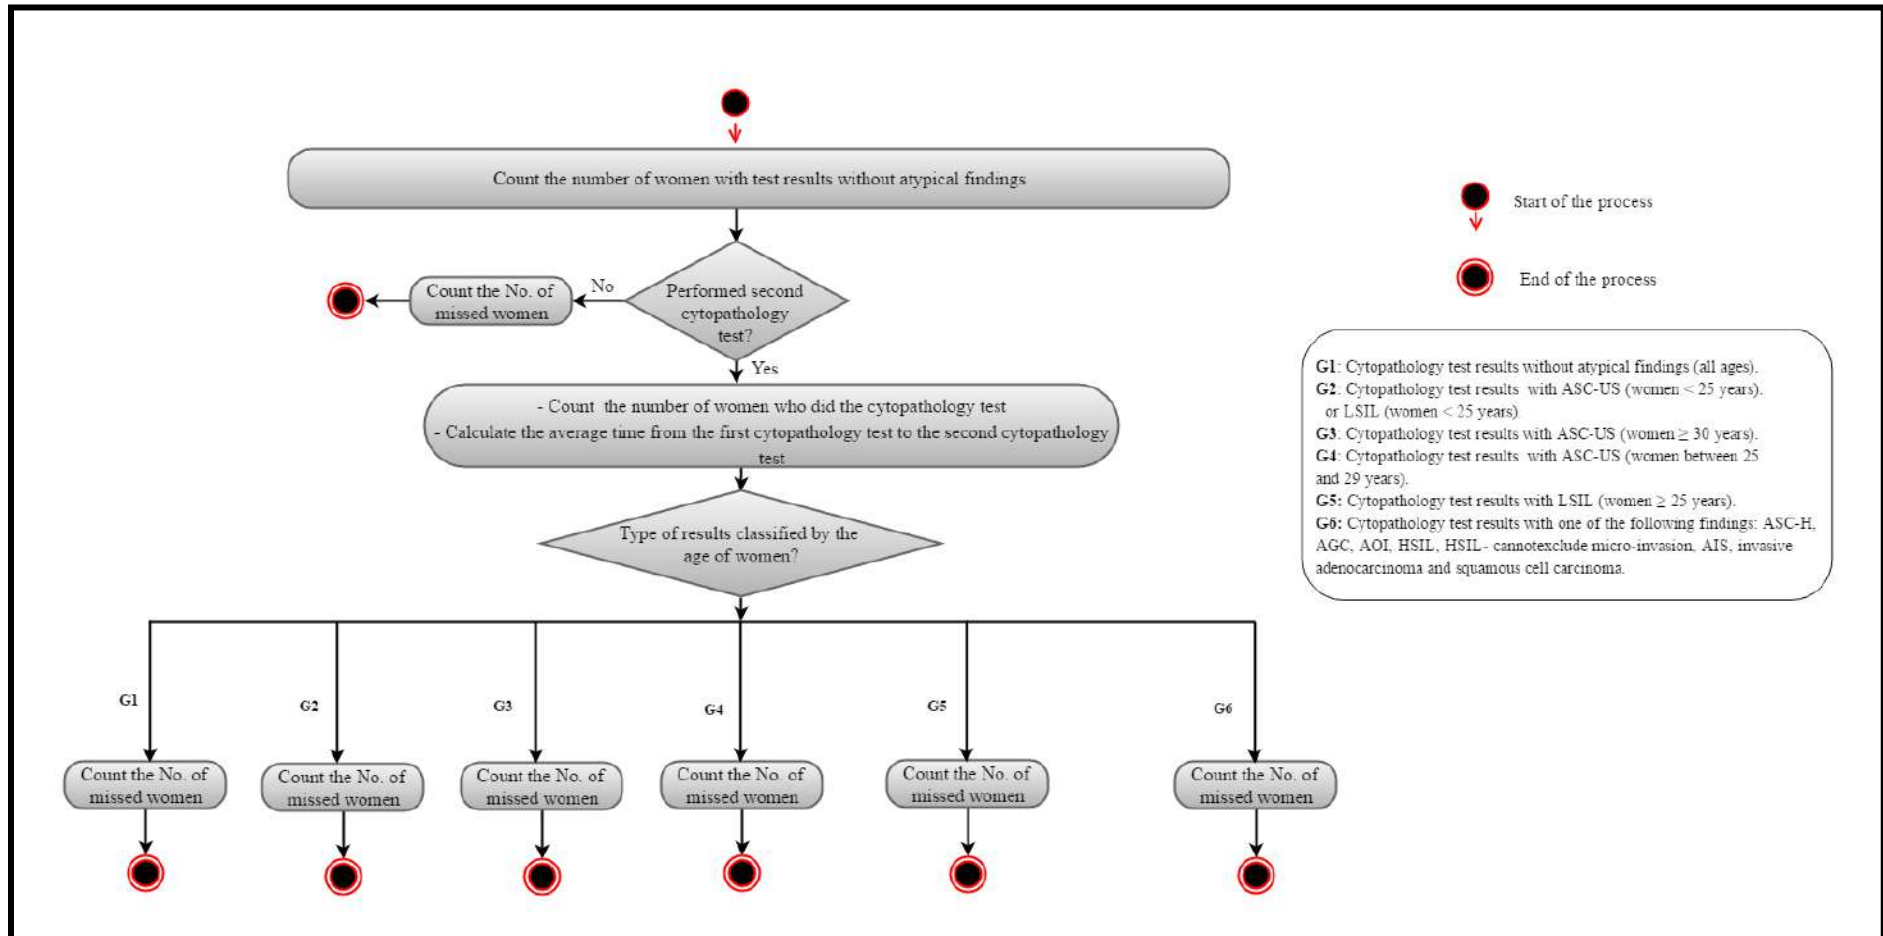 Count the number of women with test results without atypical findings
No
Count the No. of
missed women
Performed second
cytopathology
test?
Yes
- Count the number of women who did the cytopathology test
- Calculate the average time from the first cytopathology test to the second cytopathology
test
Type of results classified by the
age of women?
G1
G2
G3
G4
G5
G6
Count the No. of
missed women
Count the No. of
missed women
Count the No. of
missed women
Count the No. of
missed women
Count the No. of
missed women
Count the No. of
missed women
Start of the process
End of the process
G1: Cytopathology test results without atypical findings (all ages).
G2: Cytopathology test results with ASC-US (women < 25 years).
or LSIL (women < 25 years)
G3: Cytopathology test results with ASC-US (women ≥ 30 years).
G4: Cytopathology test results with ASC-US (women between 25
and 29 years).
G5: Cytopathology test results with LSIL (women ≥ 25 years).
G6: Cytopathology test results with one of the following findings: ASC-H,
AGC, AOI, HSIL, HSIL- cannotexclude micro-invasion, AIS, invasive
adenocarcinoma and squamous cell carcinoma.